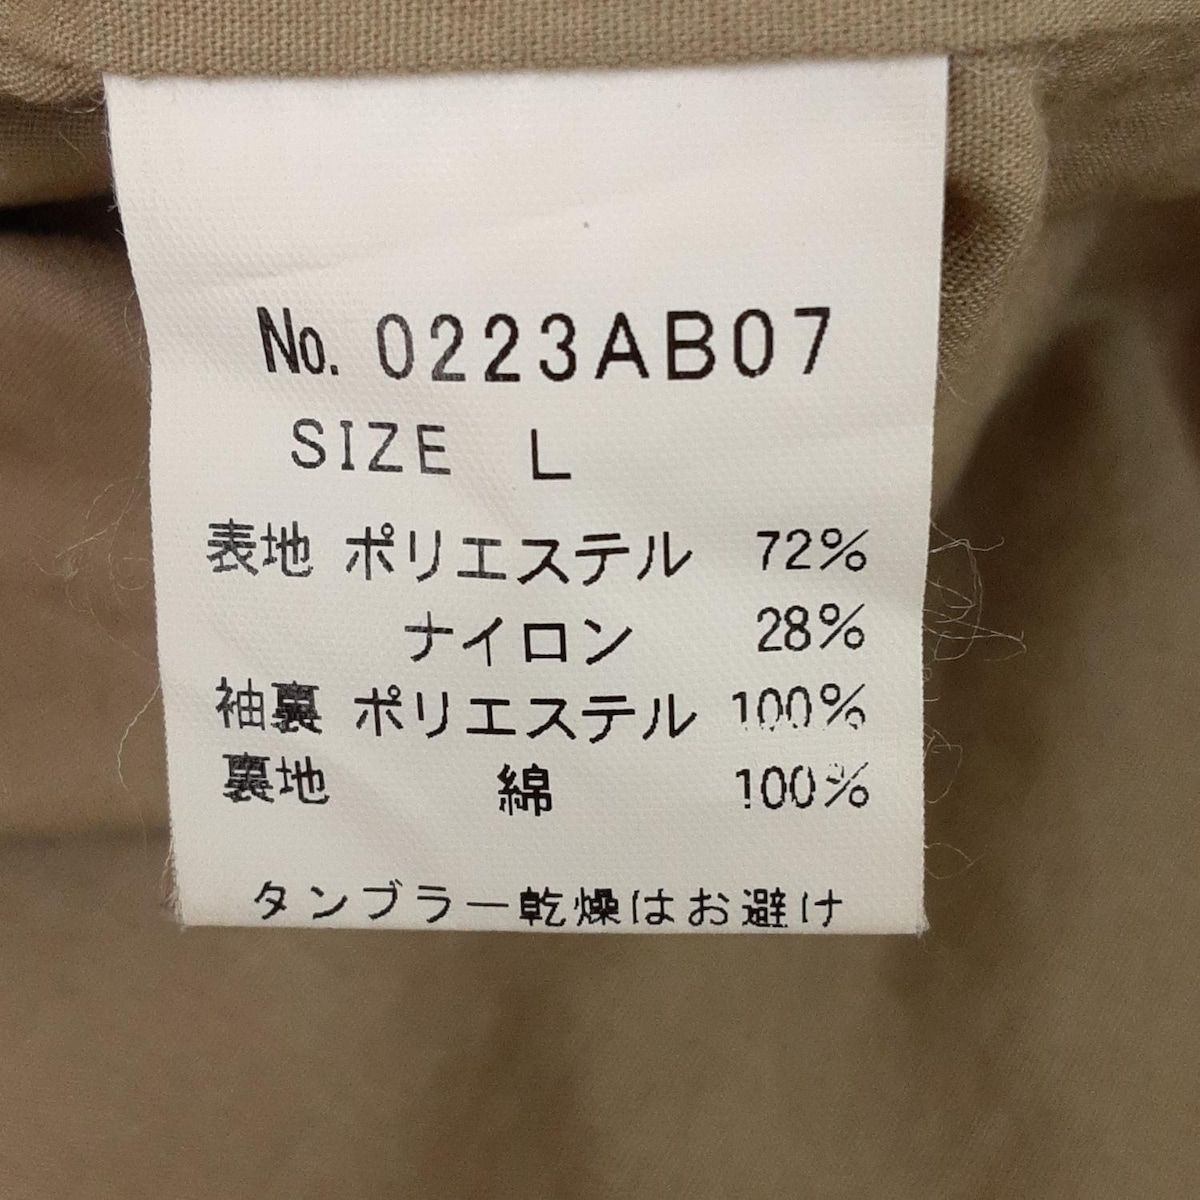 No. 0223AB07
SIZE L
表地 ポリエステル 72%
ナイロン 28%
袖裏 ポリエステル 100%
裏地 綿 100%
タンブラー乾燥はお避け